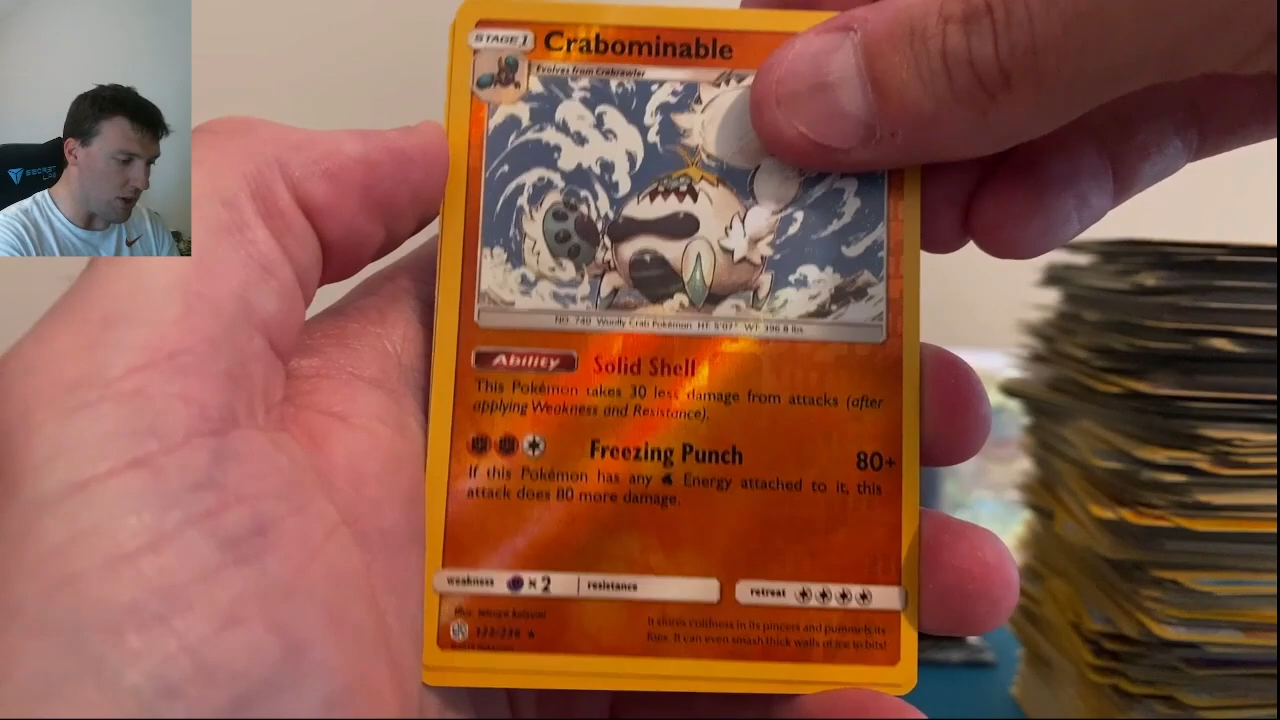 STAGE 1 Crabominable
Evolves from Crabrawler
NO. 740 Woolly Crab Pokémon HT: 5'07" WT: 396.8 lbs.
Ability Solid Shell
This Pokémon takes 30 less damage from attacks (after
applying Weakness and Resistance).
Freezing Punch 80+
If this Pokémon has any Energy attached to it, this
attack does 80 more damage.
weakness ×2 resistance retreat
It stores coldness in its pincers and pummels its
foes. It can even smash thick walls of ice to bits!
SECRET
LAB